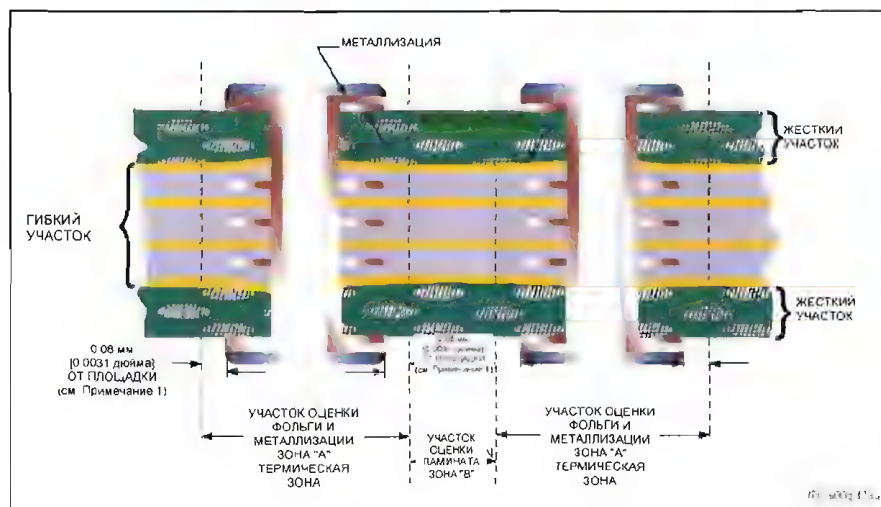 МЕТАЛЛИЗАЦИЯ
ЖЕСТКИЙ
УЧАСТОК
ГИБКИЙ
УЧАСТОК
ЖЕСТКИЙ
УЧАСТОК
0.08 мм
[0.0031 дюйма]
ОТ ПЛОЩАДКИ
(см. Примечание 1)
(см. Примечание 1)
УЧАСТОК ОЦЕНКИ
ФОЛЬГИ И
МЕТАЛЛИЗАЦИИ
ЗОНА "А"
ТЕРМИЧЕСКАЯ
ЗОНА
УЧАСТОК
ОЦЕНКИ
ЛАМИНАТА
ЗОНА "В"
УЧАСТОК ОЦЕНКИ
ФОЛЬГИ И
МЕТАЛЛИЗАЦИИ
ЗОНА "А"
ТЕРМИЧЕСКАЯ
ЗОНА